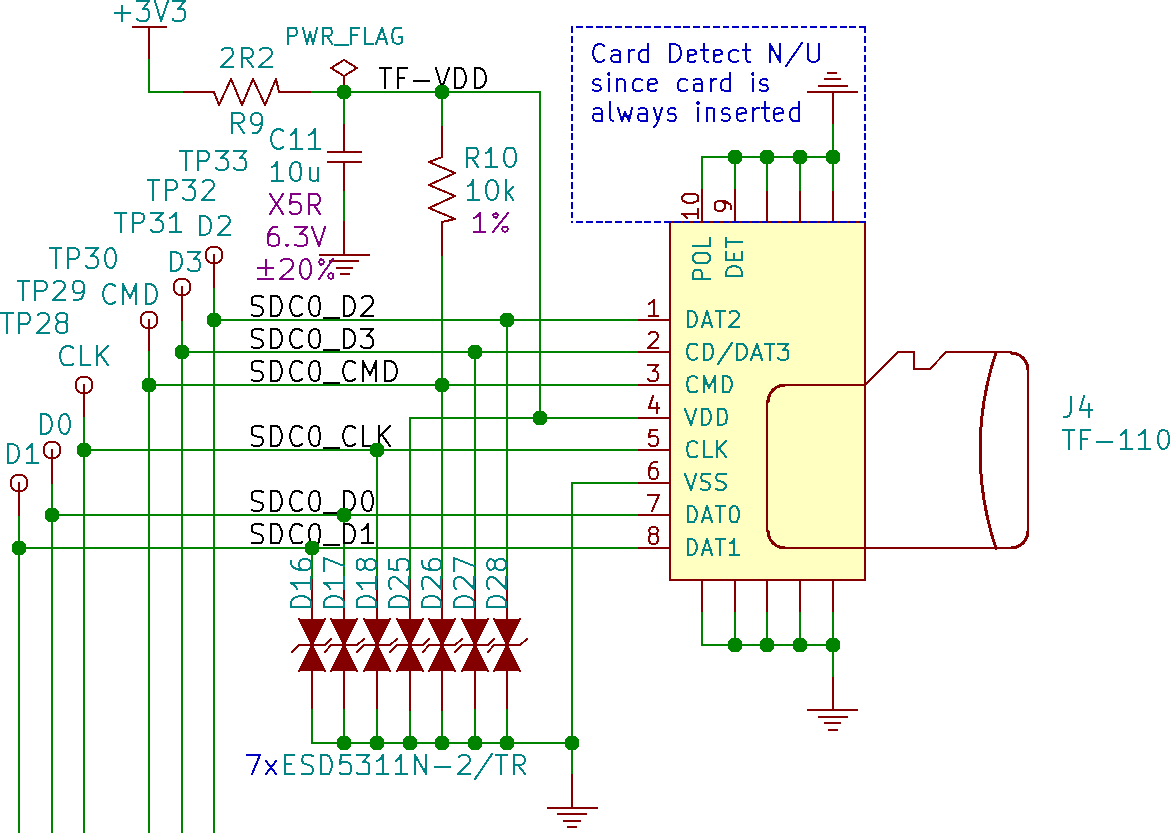 +3V3
PWR_FLAG
2R2
TF-VDD
R9
C11
10u
X5R
6.3V
±20%
R10
10k
1%
Card Detect N/U
since card is
always inserted
TP33
TP32
TP31
D2
TP30
D3
TP29
CMD
TP28
CLK
D0
D1
SDC0_D2
SDC0_D3
SDC0_CMD
SDC0_CLK
SDC0_D0
SDC0_D1
10
9
POL
DET
1
DAT2
2
CD/DAT3
3
CMD
4
VDD
5
CLK
6
VSS
7
DAT0
8
DAT1
J4
TF-110
D16
D17
D18
D25
D26
D27
D28
7xESD5311N-2/TR